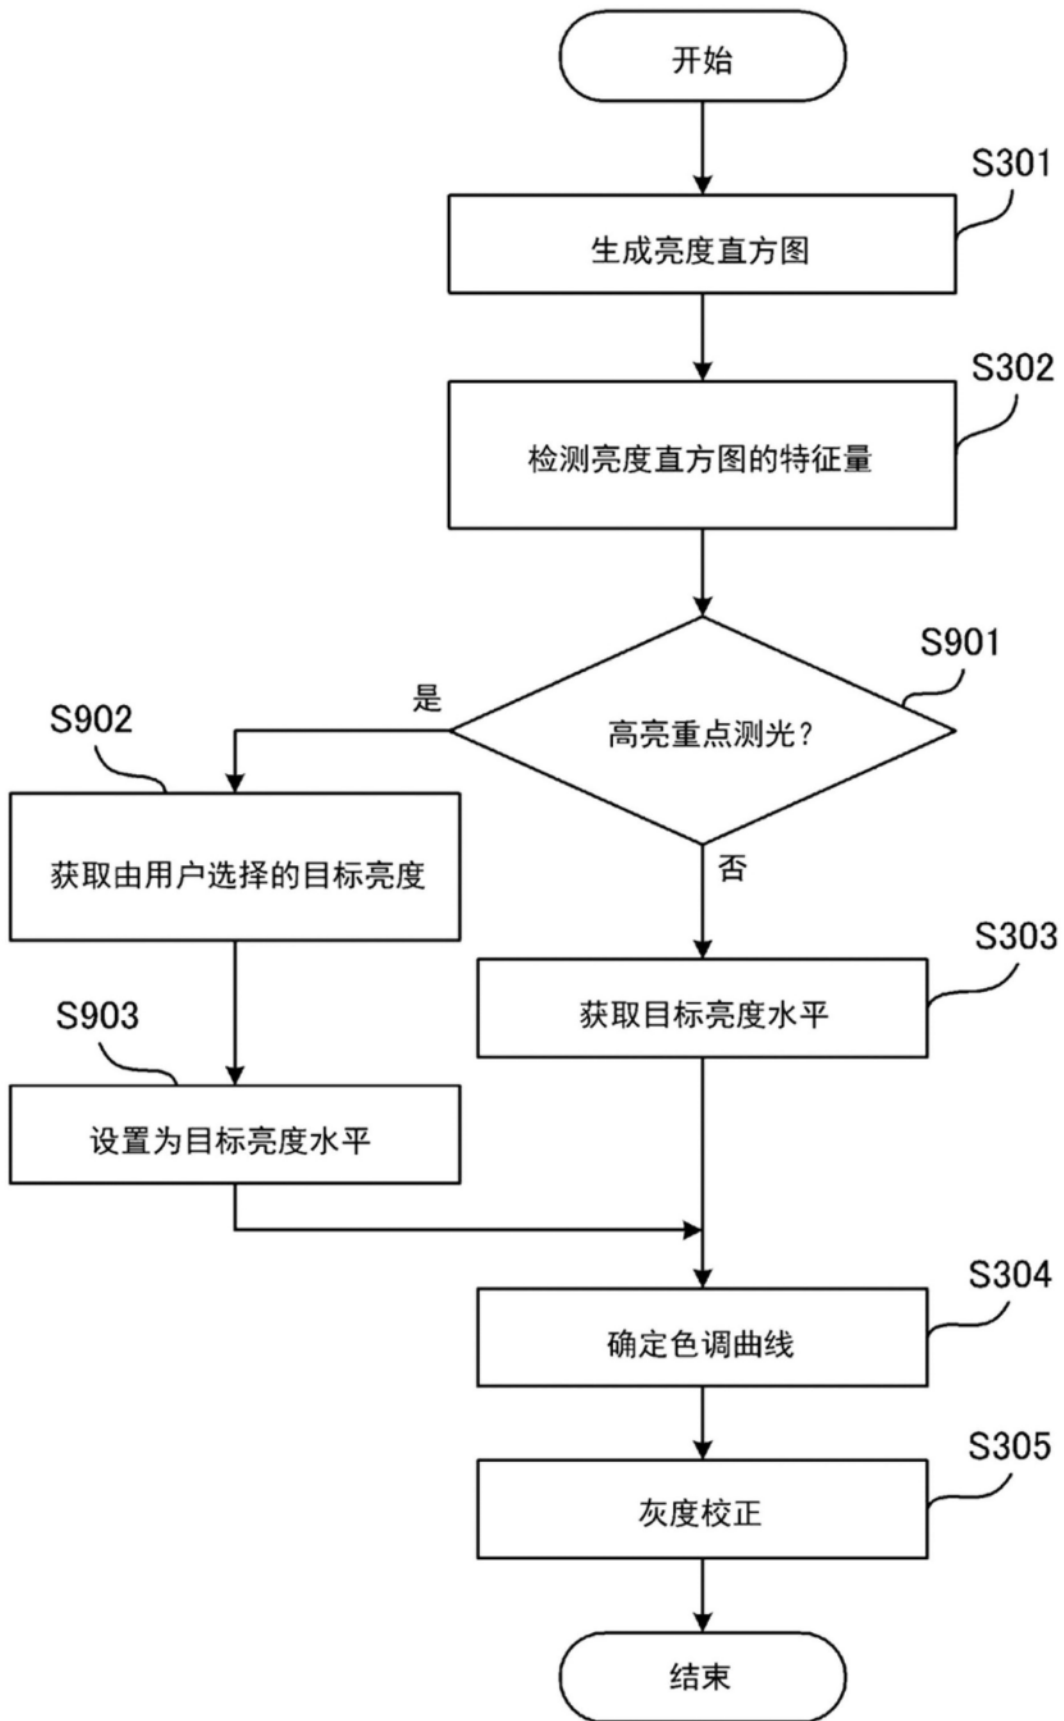 开始
S301
生成亮度直方图
S302
检测亮度直方图的特征量
S901
高亮重点测光？
是
S902
获取由用户选择的目标亮度
否
S303
获取目标亮度水平
S903
设置为目标亮度水平
S304
确定色调曲线
S305
灰度校正
结束